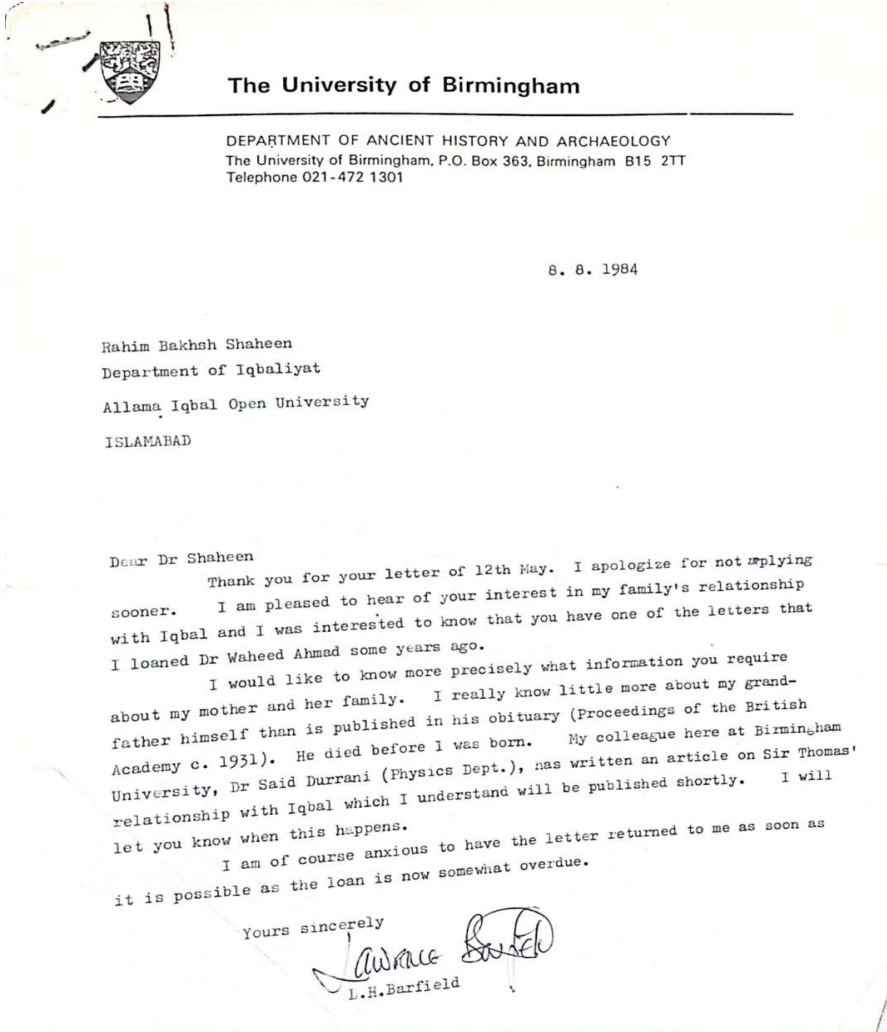 The University of Birmingham
DEPARTMENT OF ANCIENT HISTORY AND ARCHAEOLOGY
The University of Birmingham, P.O. Box 363, Birmingham B15 2TT
Telephone 021-472 1301
8. 8. 1984
Rahim Bakhsh Shaheen
Department of Iqbaliyat
Allama Iqbal Open University
ISLAMABAD
Dear Dr Shaheen
Thank you for your letter of 12th May. I apologize for not replying
sooner. I am pleased to hear of your interest in my family's relationship
with Iqbal and I was interested to know that you have one of the letters that
I loaned Dr Waheed Ahmad some years ago.
I would like to know more precisely what information you require
about my mother and her family. I really know little more about my grand-
father himself than is published in his obituary (Proceedings of the British
Academy c. 1931). He died before I was born. My colleague here at Birmingham
University, Dr Said Durrani (Physics Dept.), has written an article on Sir Thomas'
relationship with Iqbal which I understand will be published shortly. I will
let you know when this happens.
I am of course anxious to have the letter returned to me as soon as
it is possible as the loan is now somewhat overdue.
Yours sincerely
Lawrence Barfield
L.H.Barfield